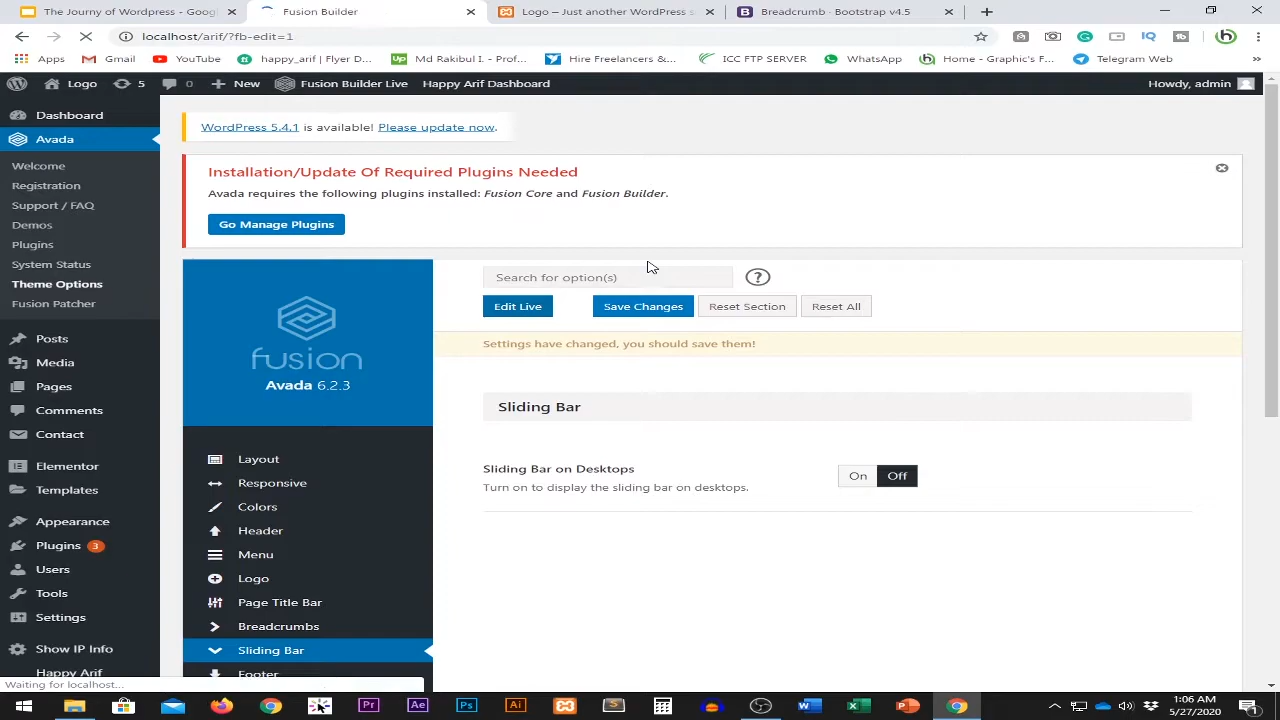 The Journey of Wordpress - Googl
Fusion Builder
Logo – Just another WordPress s
Breadcrumb · Bootstrap v4.5
localhost/arif/?fb-edit=1
Apps
Gmail
YouTube
happy_arif | Flyer D...
Md Rakibul I. - Prof...
Hire Freelancers &...
ICC FTP SERVER
WhatsApp
Home - Graphic's F...
Telegram Web
Logo
5
0
New
Fusion Builder Live
Happy Arif Dashboard
Howdy, admin
Dashboard
Avada
Welcome
Registration
Support / FAQ
Demos
Plugins
System Status
Theme Options
Fusion Patcher
Posts
Media
Pages
Comments
Contact
Elementor
Templates
Appearance
Plugins 3
Users
Tools
Settings
Show IP Info
Happy Arif
WordPress 5.4.1 is available! Please update now.
Installation/Update Of Required Plugins Needed
Avada requires the following plugins installed: Fusion Core and Fusion Builder.
Go Manage Plugins
fusion
Avada 6.2.3
Layout
Responsive
Colors
Header
Menu
Logo
Page Title Bar
Breadcrumbs
Sliding Bar
Footer
Search for option(s)
?
Edit Live
Save Changes
Reset Section
Reset All
Settings have changed, you should save them!
Sliding Bar
Sliding Bar on Desktops
Turn on to display the sliding bar on desktops.
On
Off
Waiting for localhost...
1:06 AM
5/27/2020